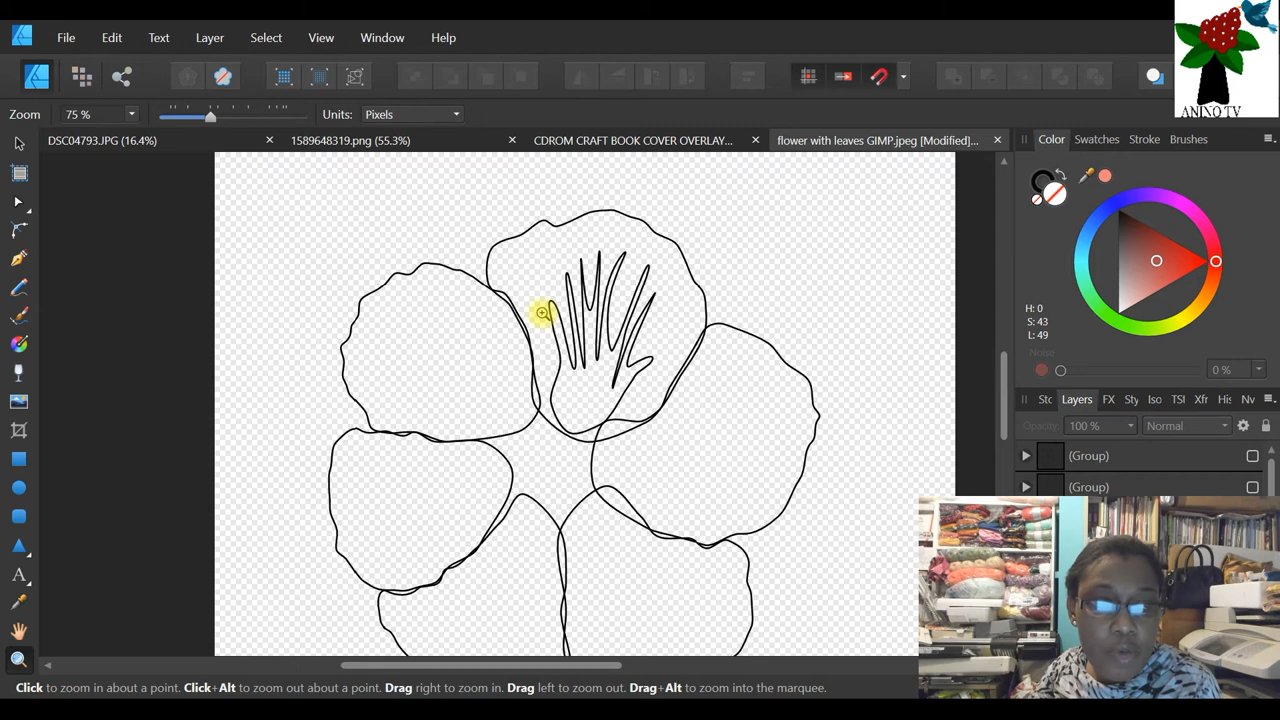 File Edit Text Layer Select View Window Help
ANINO TV
Zoom 75 % Units: Pixels
DSC04793.JPG (16.4%) 1589648319.png (55.3%) CDROM CRAFT BOOK COVER OVERLAY... flower with leaves GIMP.jpeg [Modified]... Color Swatches Stroke Brushes
H: 0
S: 43
L: 49
Noise
0 %
Stc Layers FX Sty Iso TSI Xfr His Nv
Opacity: 100 % Normal
(Group)
(Group)
Click to zoom in about a point. Click+Alt to zoom out about a point. Drag right to zoom in. Drag left to zoom out. Drag+Alt to zoom into the marquee.